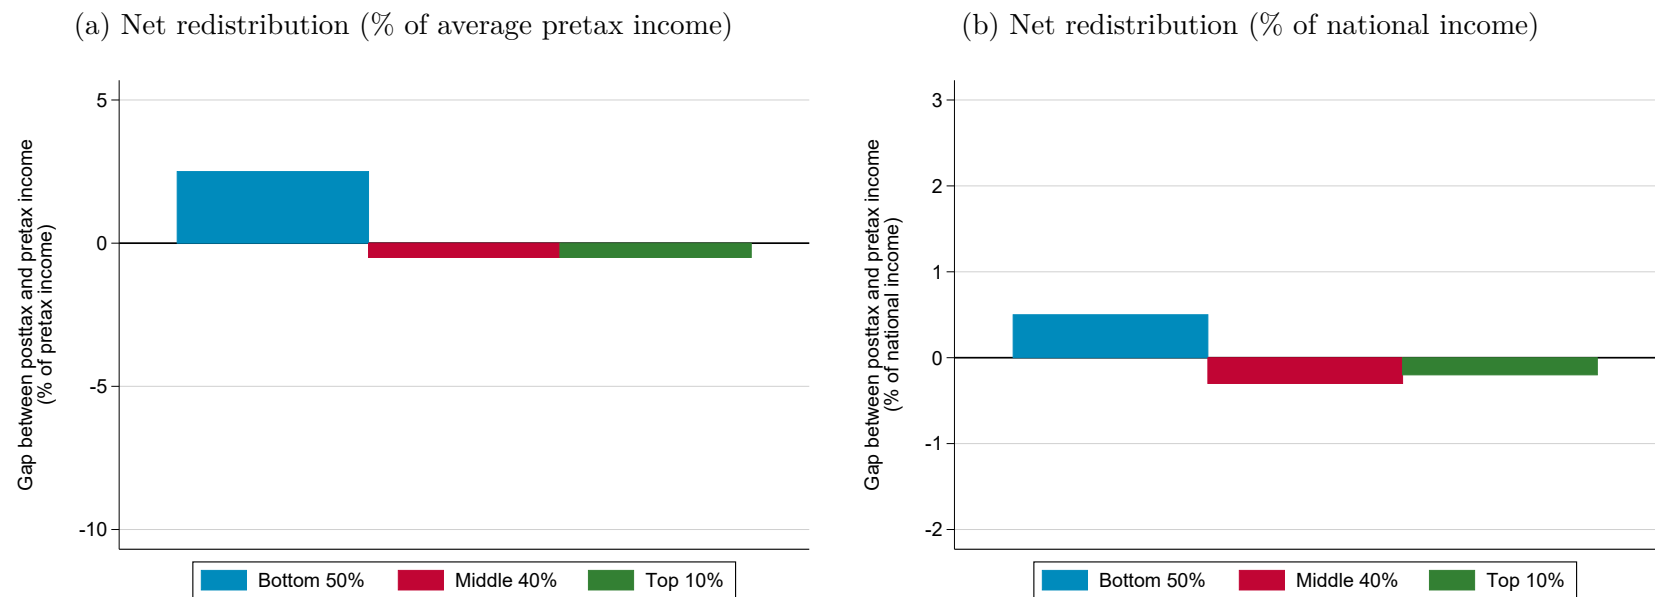 (a) Net redistribution (% of average pretax income)
Gap between posttax and pretax income
(% of pretax income)
5
0
-5
-10
Bottom 50%
Middle 40%
Top 10%
(b) Net redistribution (% of national income)
Gap between posttax and pretax income
(% of national income)
3
2
1
0
-1
-2
Bottom 50%
Middle 40%
Top 10%